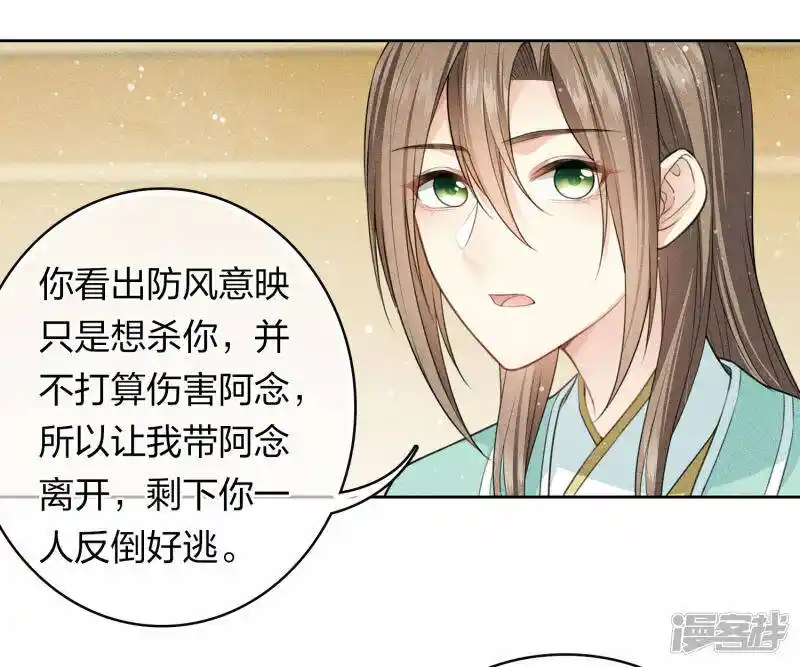 你看出防风意映
只是想杀你，并
不打算伤害阿念，
所以让我带阿念
离开，剩下你一
人反倒好逃。
漫客栈